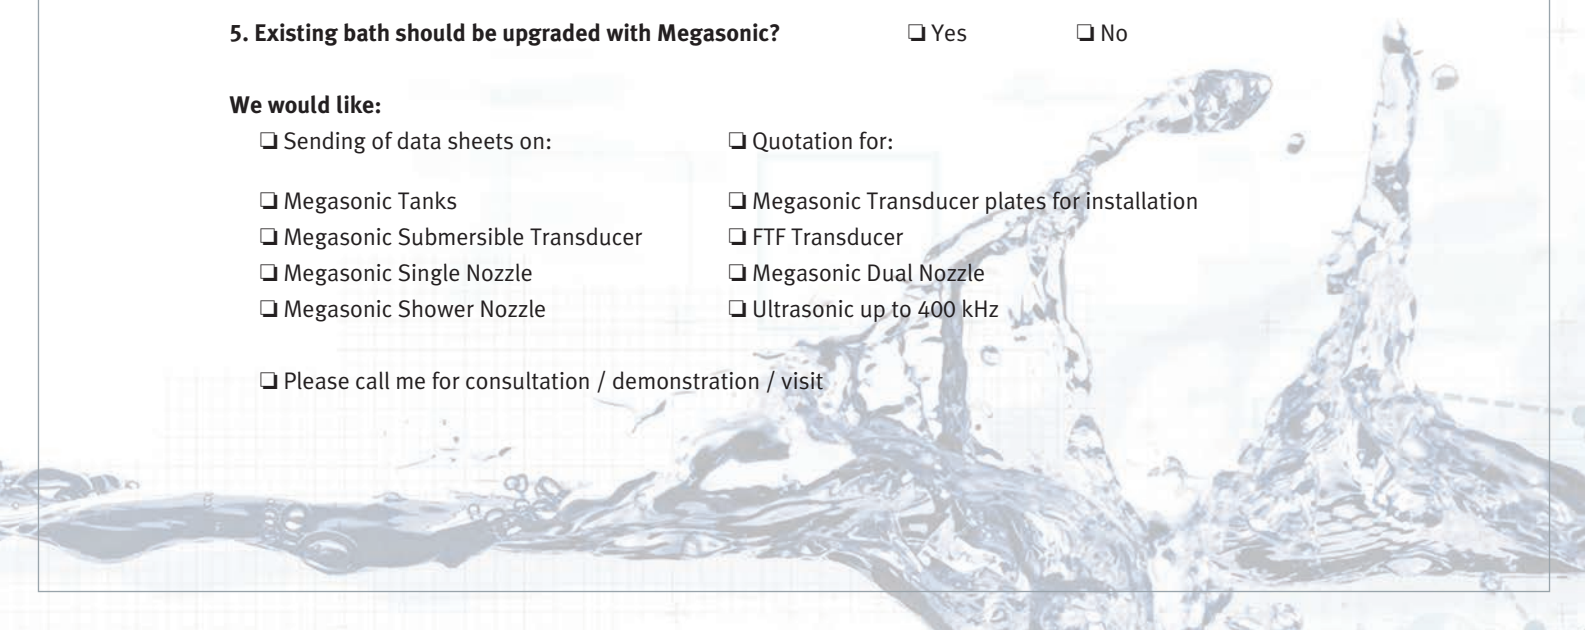 5. Existing bath should be upgraded with Megasonic? ❏ Yes ❏ No
We would like:
❏ Sending of data sheets on: ❏ Quotation for:
❏ Megasonic Tanks ❏ Megasonic Transducer plates for installation
❏ Megasonic Submersible Transducer ❏ FTF Transducer
❏ Megasonic Single Nozzle ❏ Megasonic Dual Nozzle
❏ Megasonic Shower Nozzle ❏ Ultrasonic up to 400 kHz
❏ Please call me for consultation / demonstration / visit